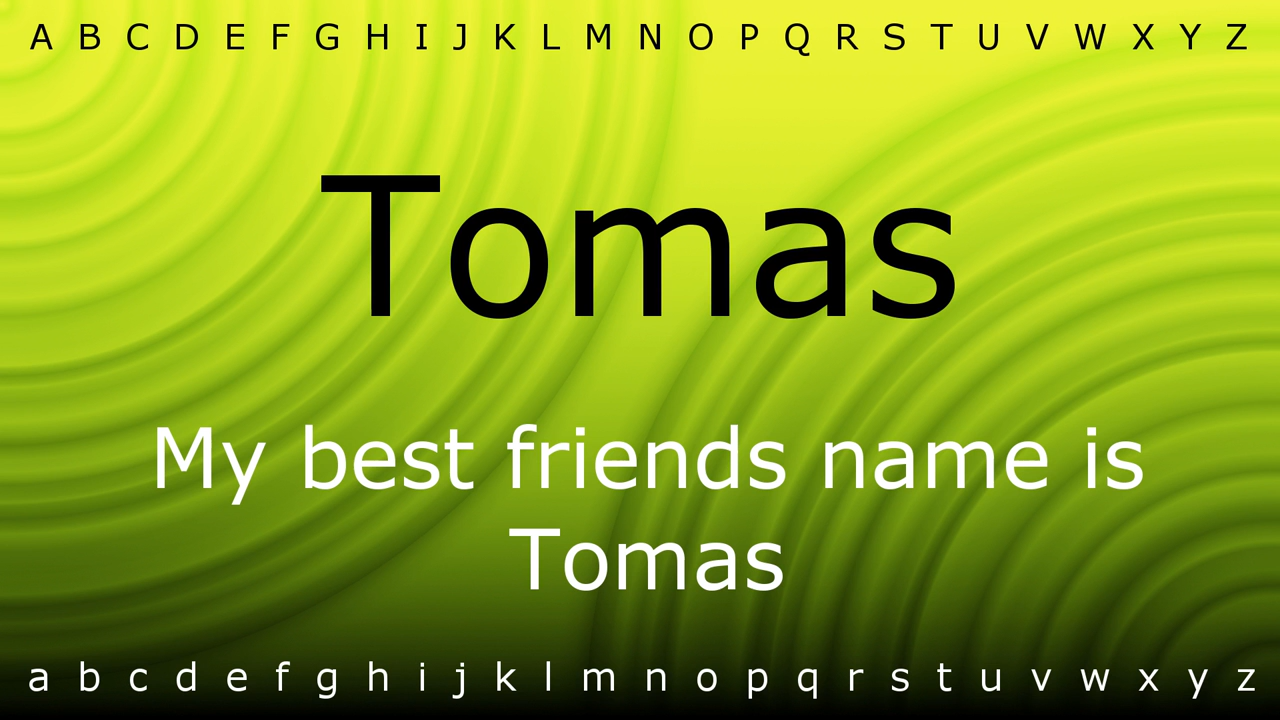 A B C D E F G H I J K L M N O P Q R S T U V W X Y Z
Tomas
My best friends name is
Tomas
a b c d e f g h i j k l m n o p q r s t u v w x y z